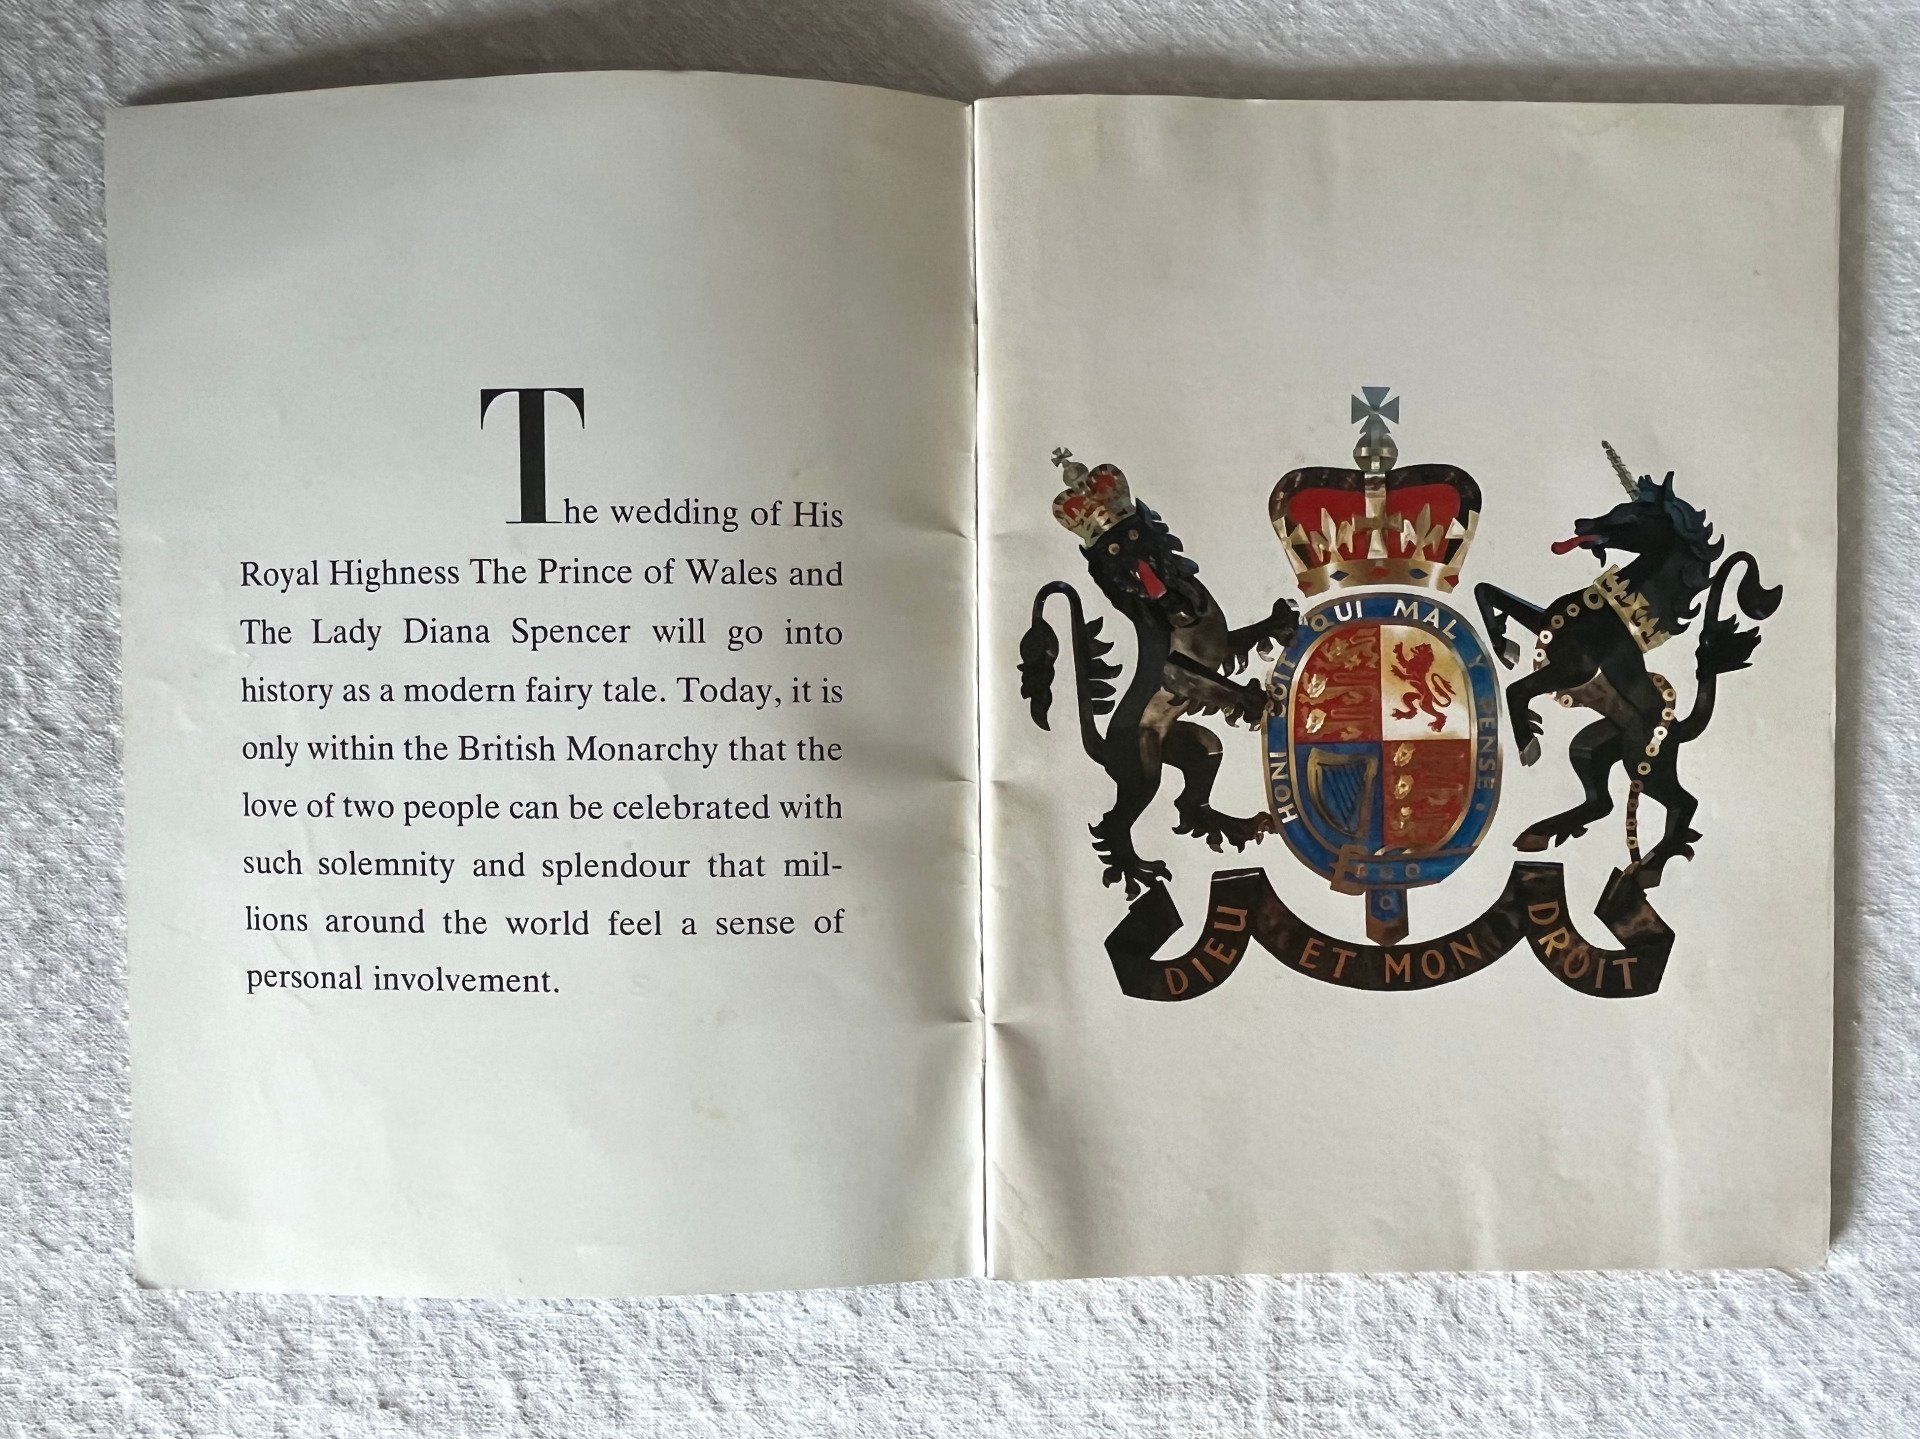 The wedding of His
Royal Highness The Prince of Wales and
The Lady Diana Spencer will go into
history as a modern fairy tale. Today, it is
only within the British Monarchy that the
love of two people can be celebrated with
such solemnity and splendour that mil-
lions around the world feel a sense of
personal involvement.
HONI SOIT QUI MAL Y PENSE
DIEU ET MON DROIT